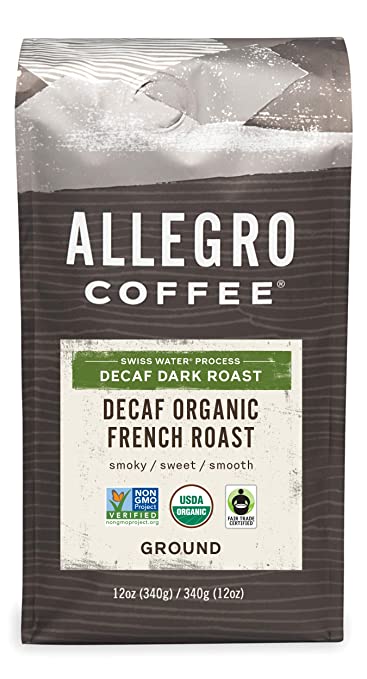 ALLEGRO
COFFEE®
SWISS WATER® PROCESS
DECAF DARK ROAST
DECAF ORGANIC
FRENCH ROAST
smoky / sweet / smooth
NON
GMO
Project
VERIFIED
nongmoproject.org
USDA
ORGANIC
FAIR TRADE
CERTIFIED
GROUND
12oz (340g) / 340g (12oz)